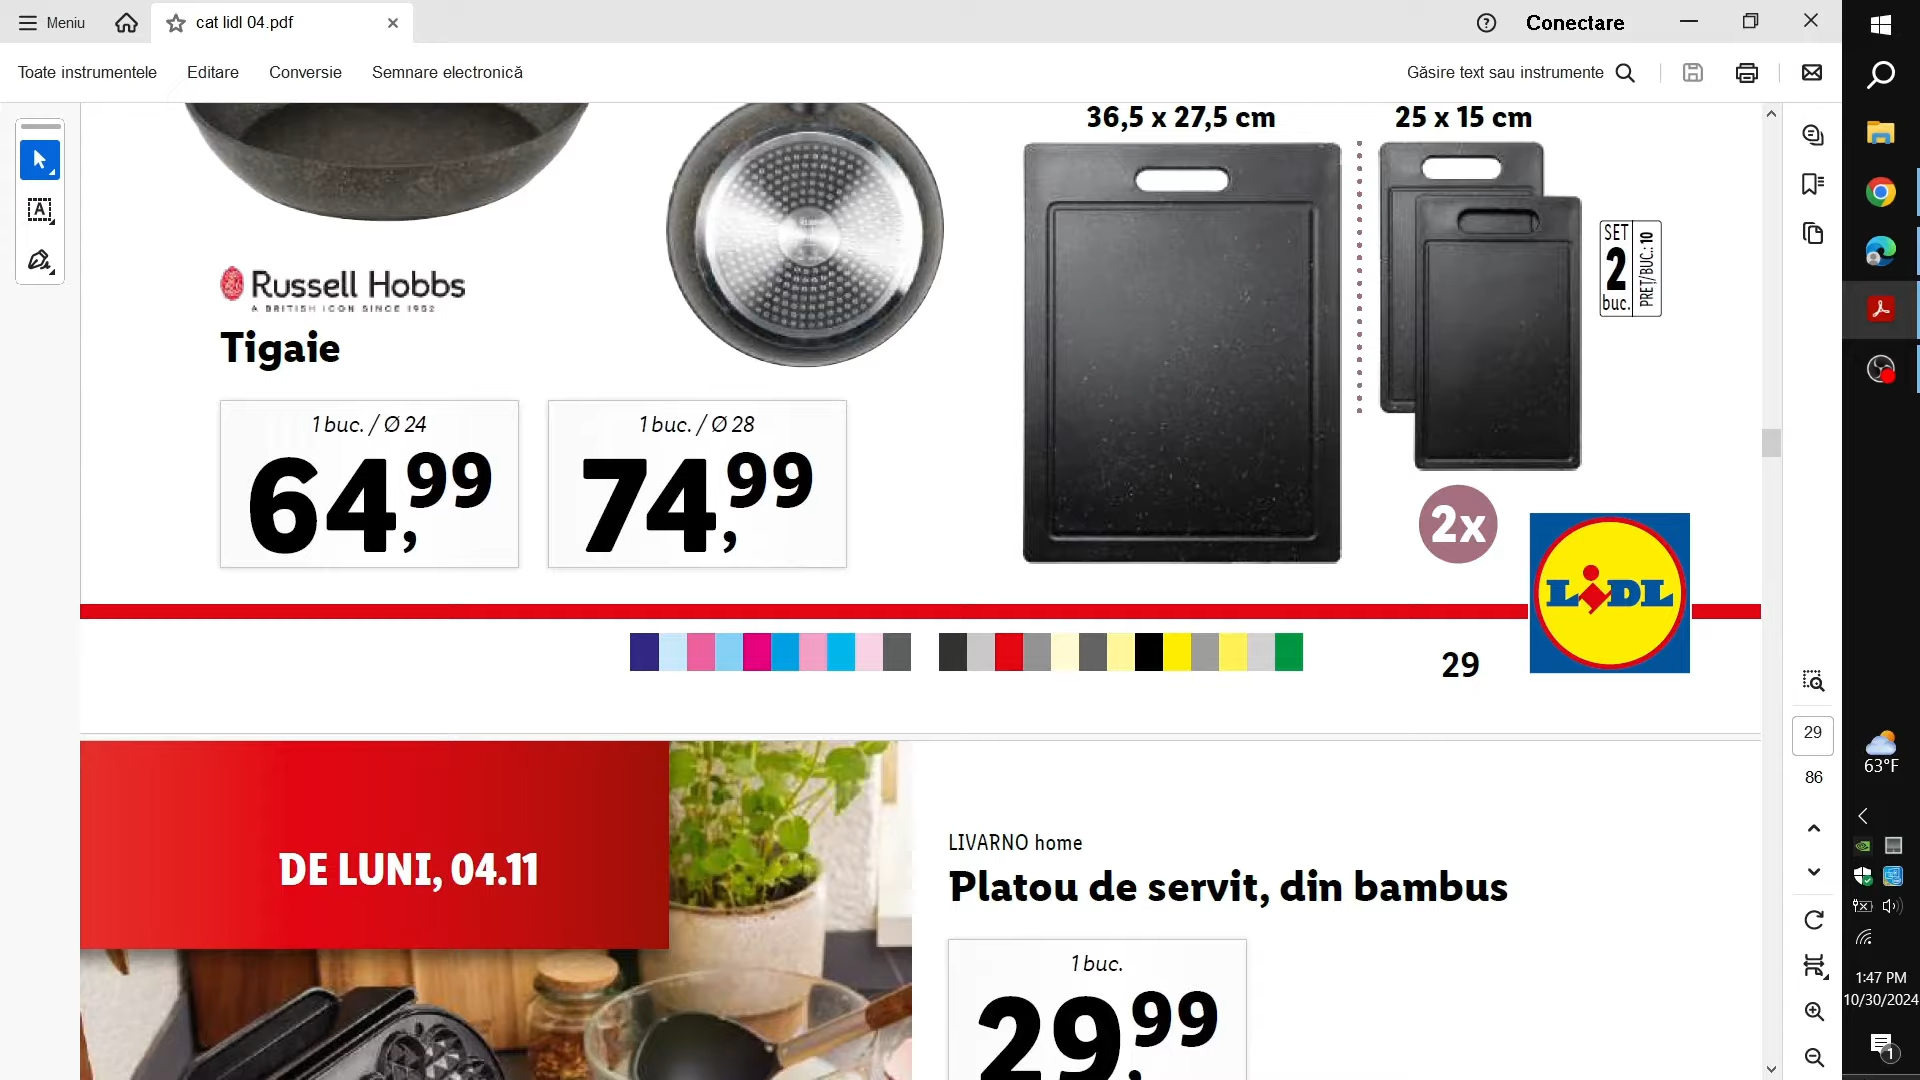 Meniu
cat lidl 04.pdf
Conectare
Toate instrumentele
Editare
Conversie
Semnare electronică
Găsire text sau instrumente
36,5 x 27,5 cm
25 x 15 cm
SET
2
buc.
PREȚ/BUC.: 10
Russell Hobbs
A BRITISH ICON SINCE 1952
Tigaie
1 buc. / Ø 24
64,99
1 buc. / Ø 28
74,99
2x
LIDL
29
29
86
DE LUNI, 04.11
LIVARNO home
Platou de servit, din bambus
1 buc.
29,99
63°F
1:47 PM
10/30/2024
1